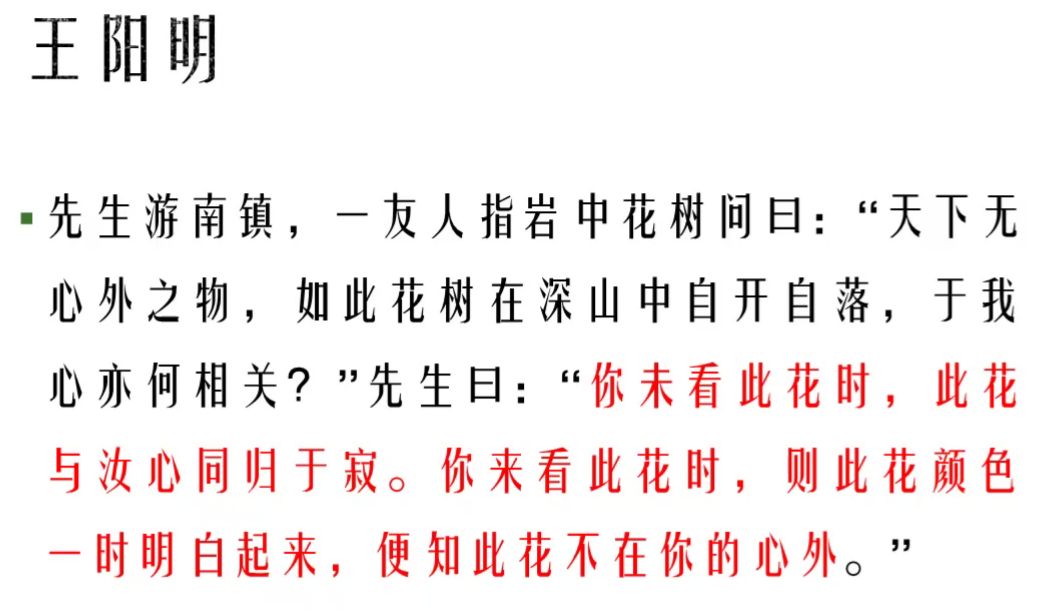 王阳明
先生游南镇，一友人指岩中花树问曰：“天下无
心外之物，如此花树在深山中自开自落，于我
心亦何相关？”先生曰：“你未看此花时，此花
与汝心同归于寂。你来看此花时，则此花颜色
一时明白起来，便知此花不在你的心外。”